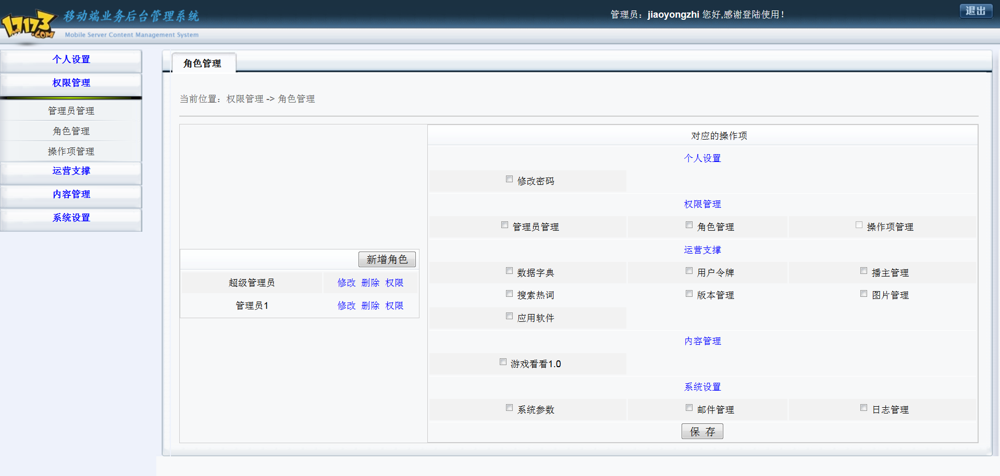 17173.COM
移动端业务后台管理系统
Mobile Server Content Management System
管理员：jiaoyongzhi 您好,感谢登陆使用！
退出
个人设置
权限管理
管理员管理
角色管理
操作项管理
运营支撑
内容管理
系统设置
角色管理
当前位置：权限管理 -> 角色管理
新增角色
超级管理员 修改 删除 权限
管理员1 修改 删除 权限
对应的操作项
个人设置
修改密码
权限管理
管理员管理 角色管理 操作项管理
运营支撑
数据字典 用户令牌 播主管理
搜索热词 版本管理 图片管理
应用软件
内容管理
游戏看看1.0
系统设置
系统参数 邮件管理 日志管理
保 存